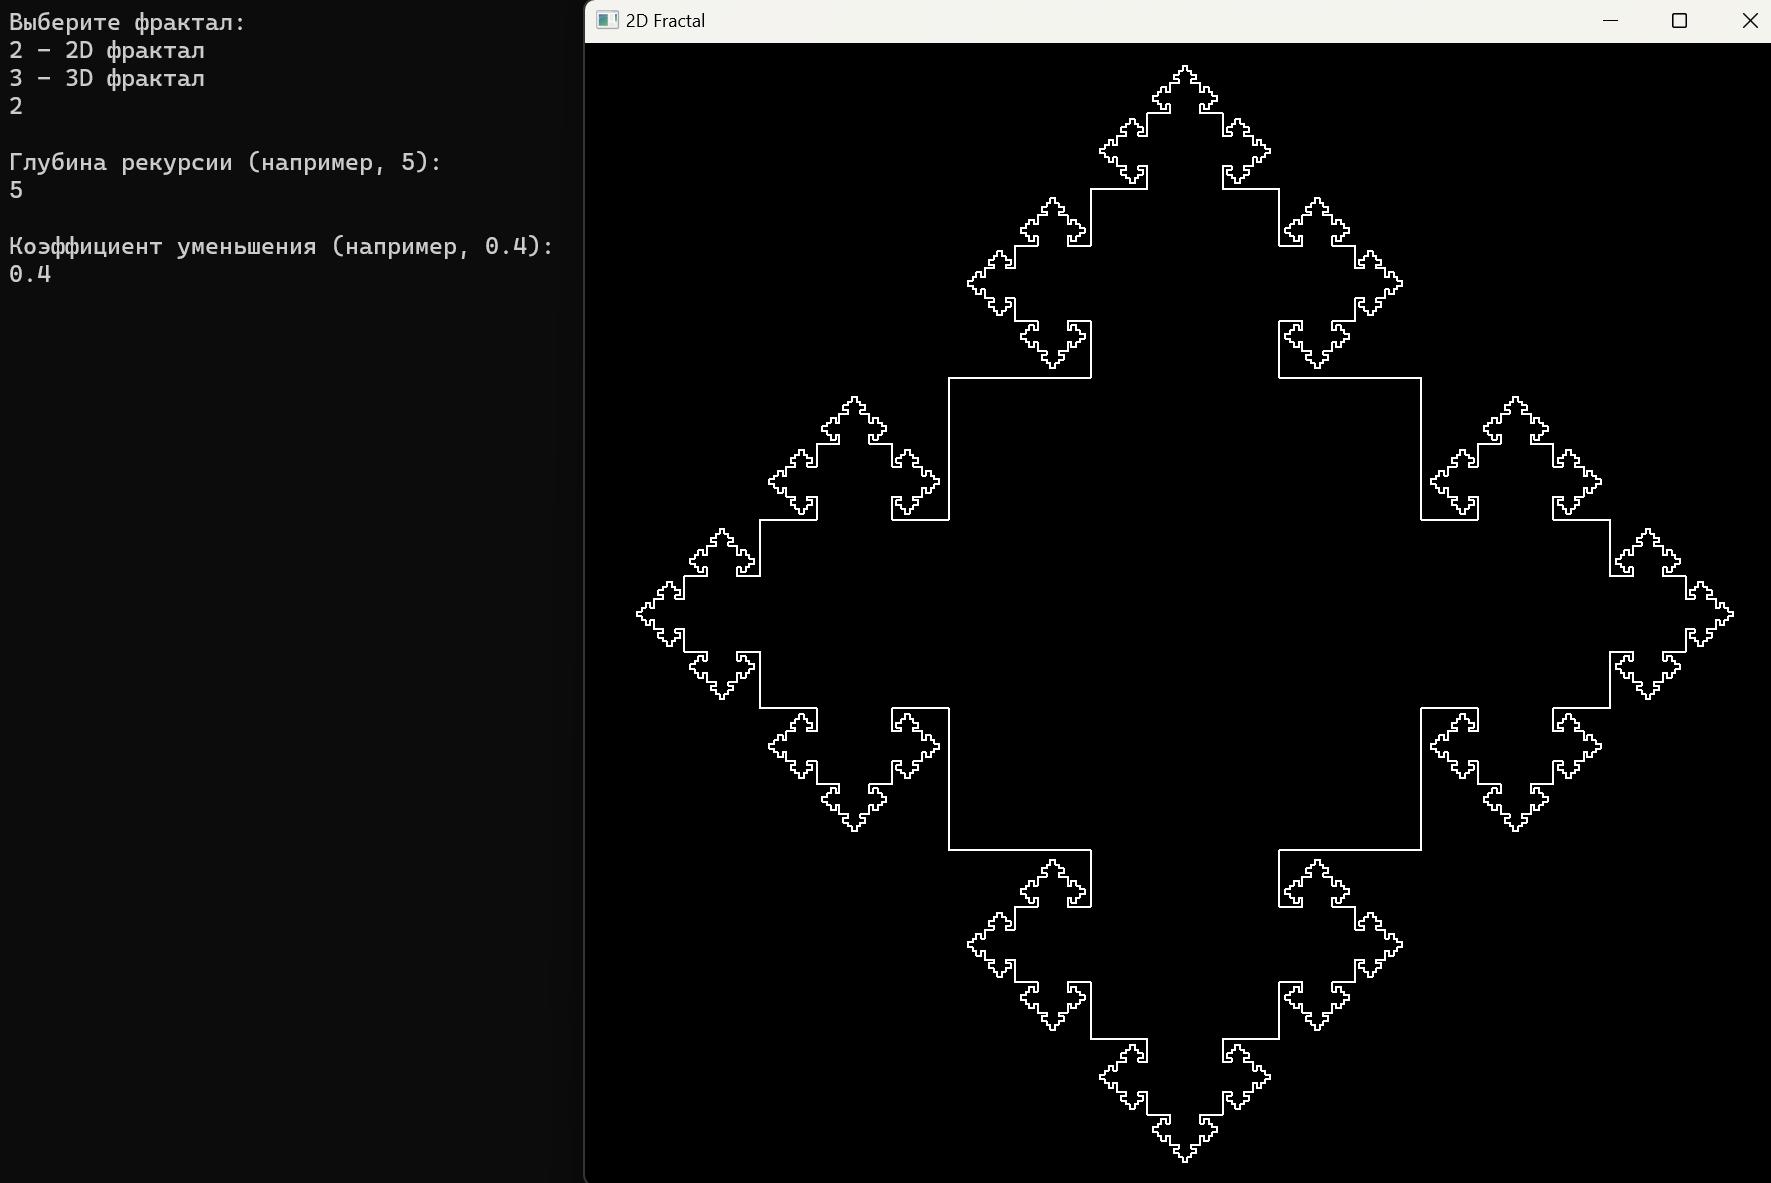 Выберите фрактал:
2 - 2D фрактал
3 - 3D фрактал
2
Глубина рекурсии (например, 5):
5
Коэффициент уменьшения (например, 0.4):
0.4
2D Fractal